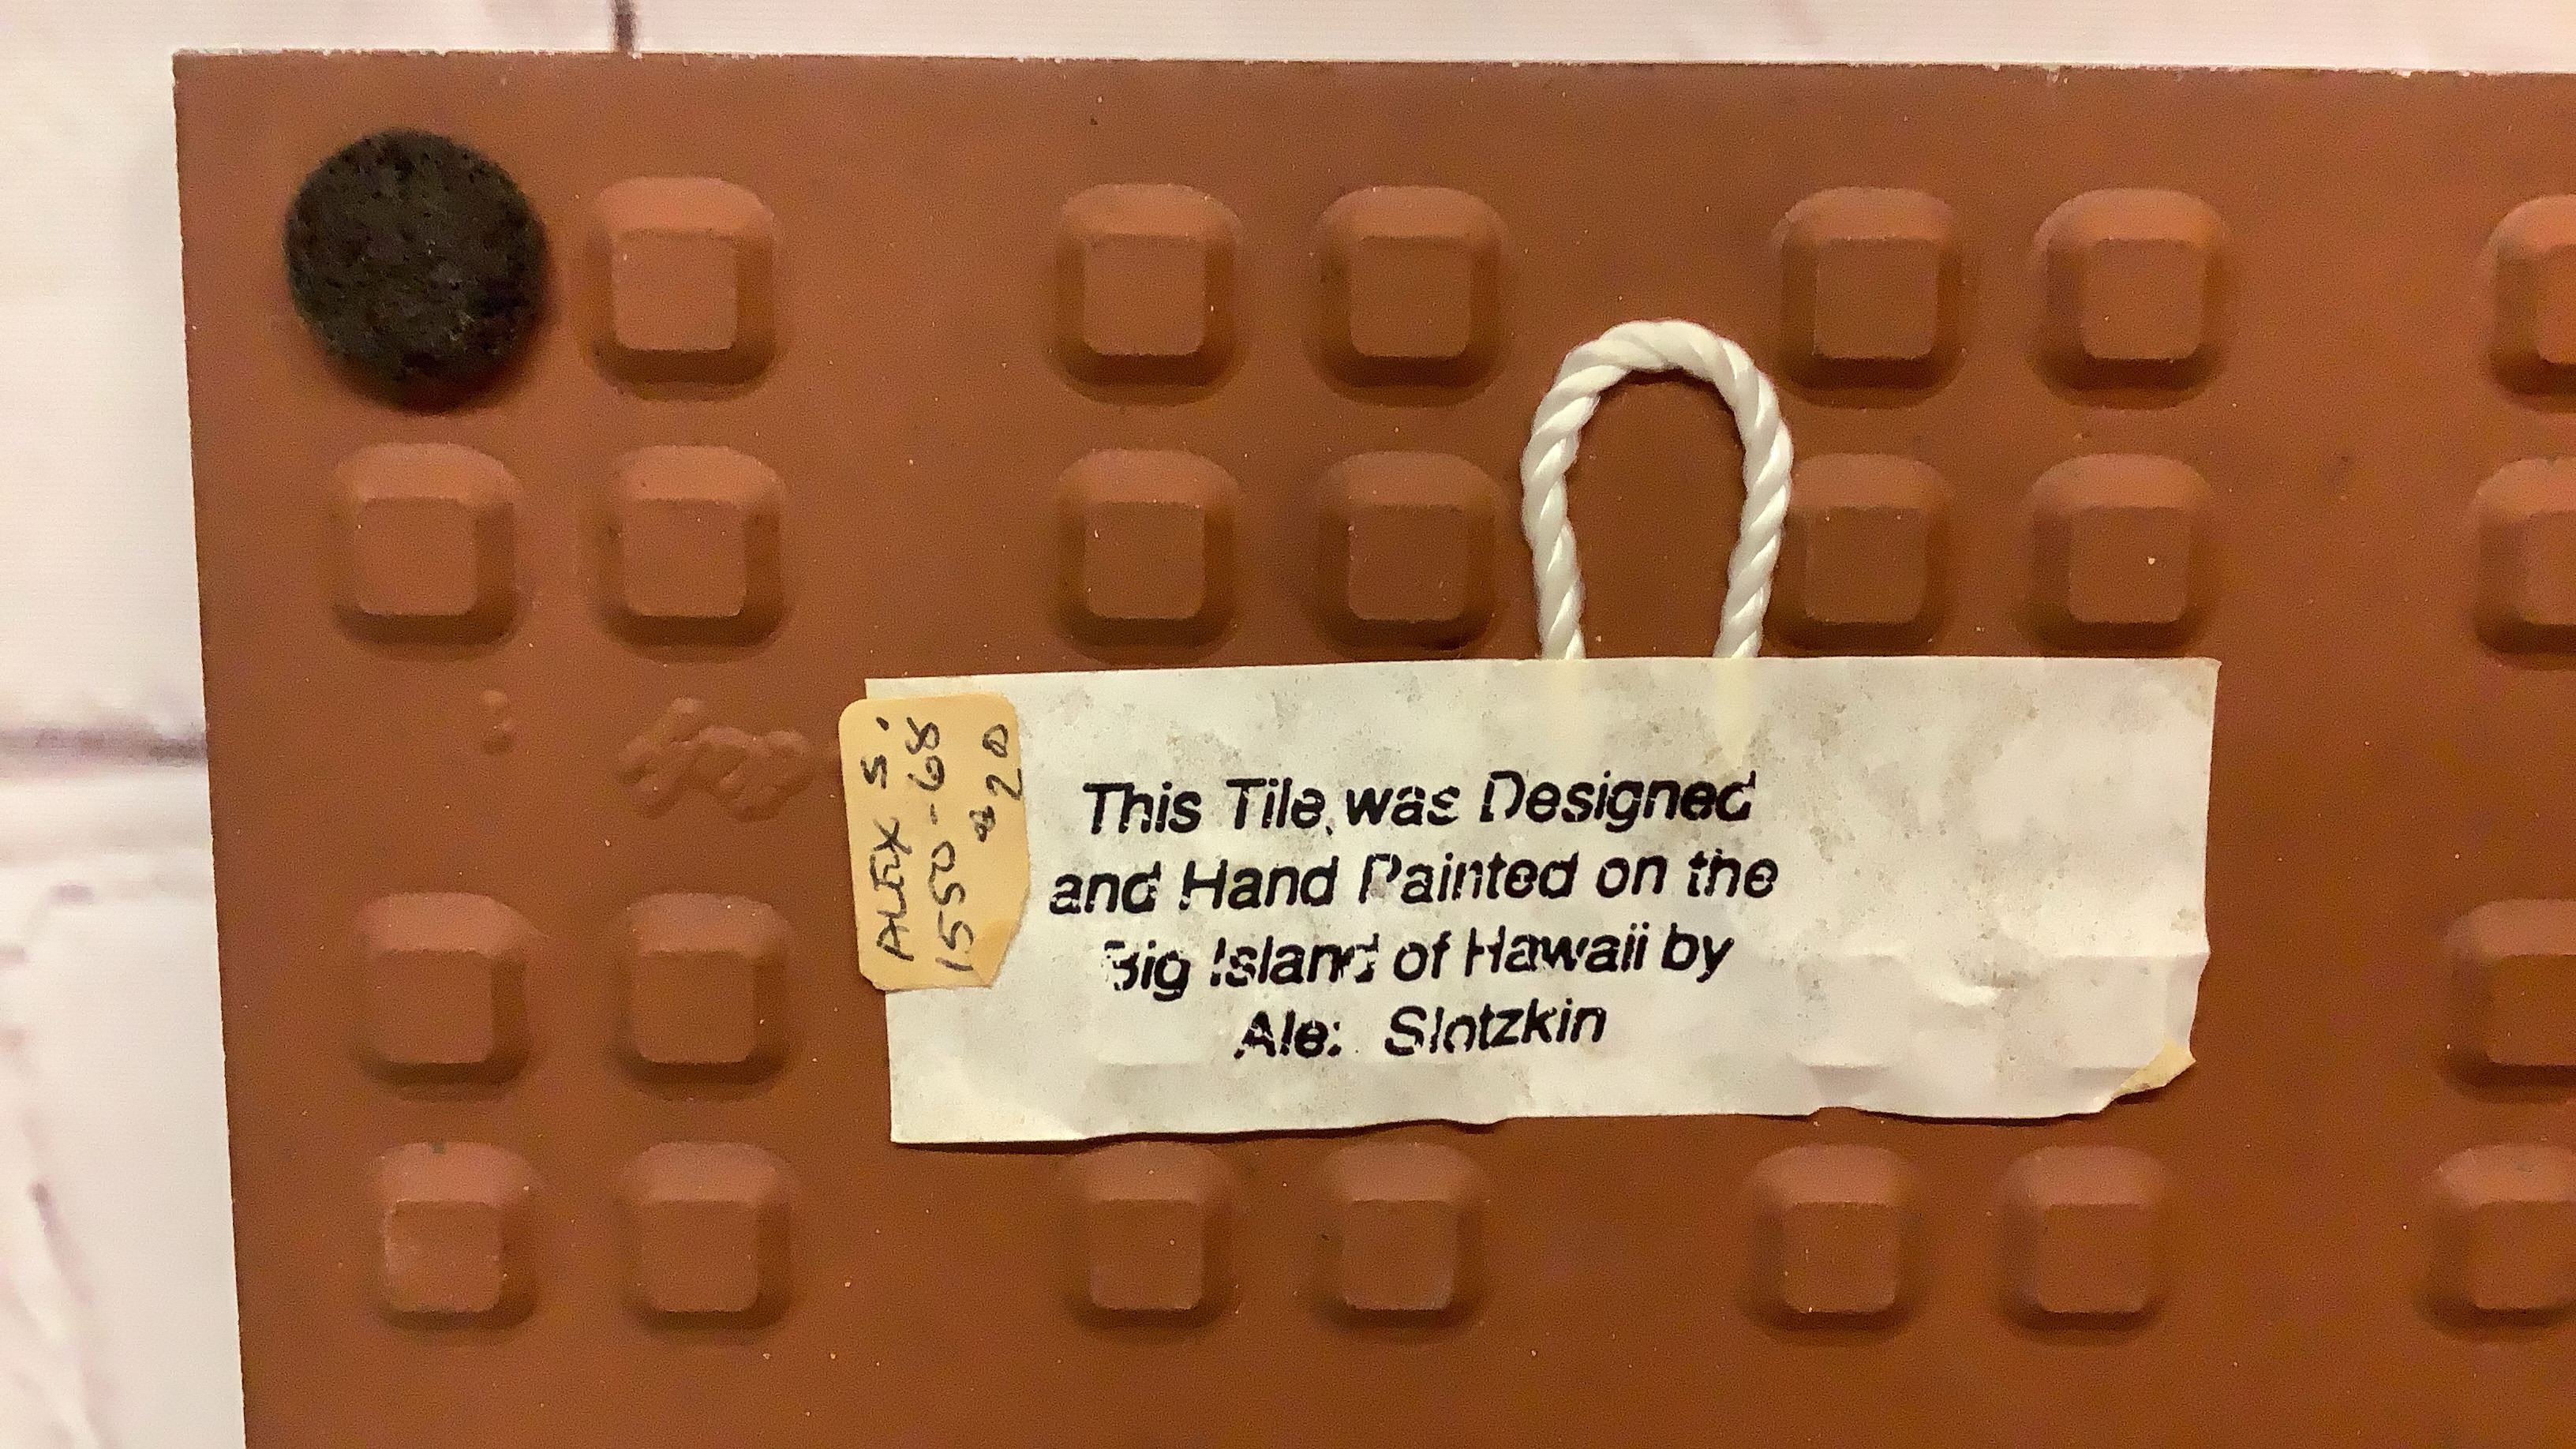 ALEX S.
1550-68
$20
This Tile was Designed
and Hand Painted on the
Big Island of Hawaii by
Alex Slotzkin